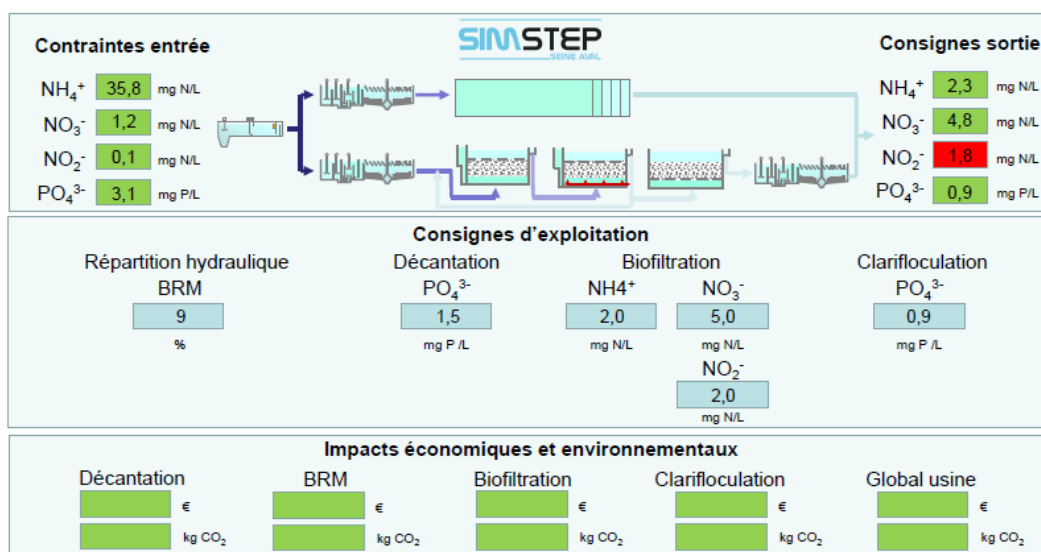 Contraintes entrée
SIMSTEP
SEINE AVAL
Consignes sortie
NH₄⁺ 35,8 mg N/L
NO₃⁻ 1,2 mg N/L
NO₂⁻ 0,1 mg N/L
PO₄³⁻ 3,1 mg P/L
NH₄⁺ 2,3 mg N/L
NO₃⁻ 4,8 mg N/L
NO₂⁻ 1,8 mg N/L
PO₄³⁻ 0,9 mg P/L
Consignes d’exploitation
Répartition hydraulique Décantation Biofiltration Clarifloculation
BRM PO₄³⁻ NH4⁺ NO₃⁻ PO₄³⁻
9 1,5 2,0 5,0 0,9
% mg P /L mg N/L mg N/L mg P /L
NO₂⁻
2,0
mg N/L
Impacts économiques et environnementaux
Décantation BRM Biofiltration Clarifloculation Global usine
€ € € € €
kg CO₂ kg CO₂ kg CO₂ kg CO₂ kg CO₂